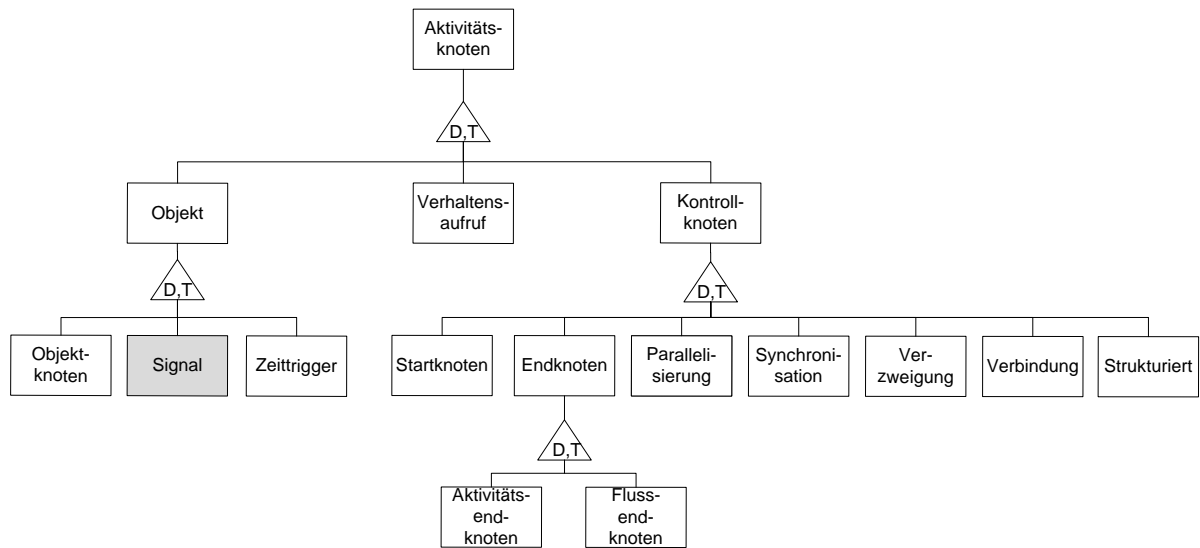 Aktivitäts-
knoten
D,T
Objekt
Verhaltens-
aufruf
Kontroll-
knoten
D,T
D,T
Objekt-
knoten
Signal
Zeittrigger
Startknoten
Endknoten
Paralleli-
sierung
Synchroni-
sation
Ver-
zweigung
Verbindung
Strukturiert
D,T
Aktivitäts-
end-
knoten
Fluss-
end-
knoten